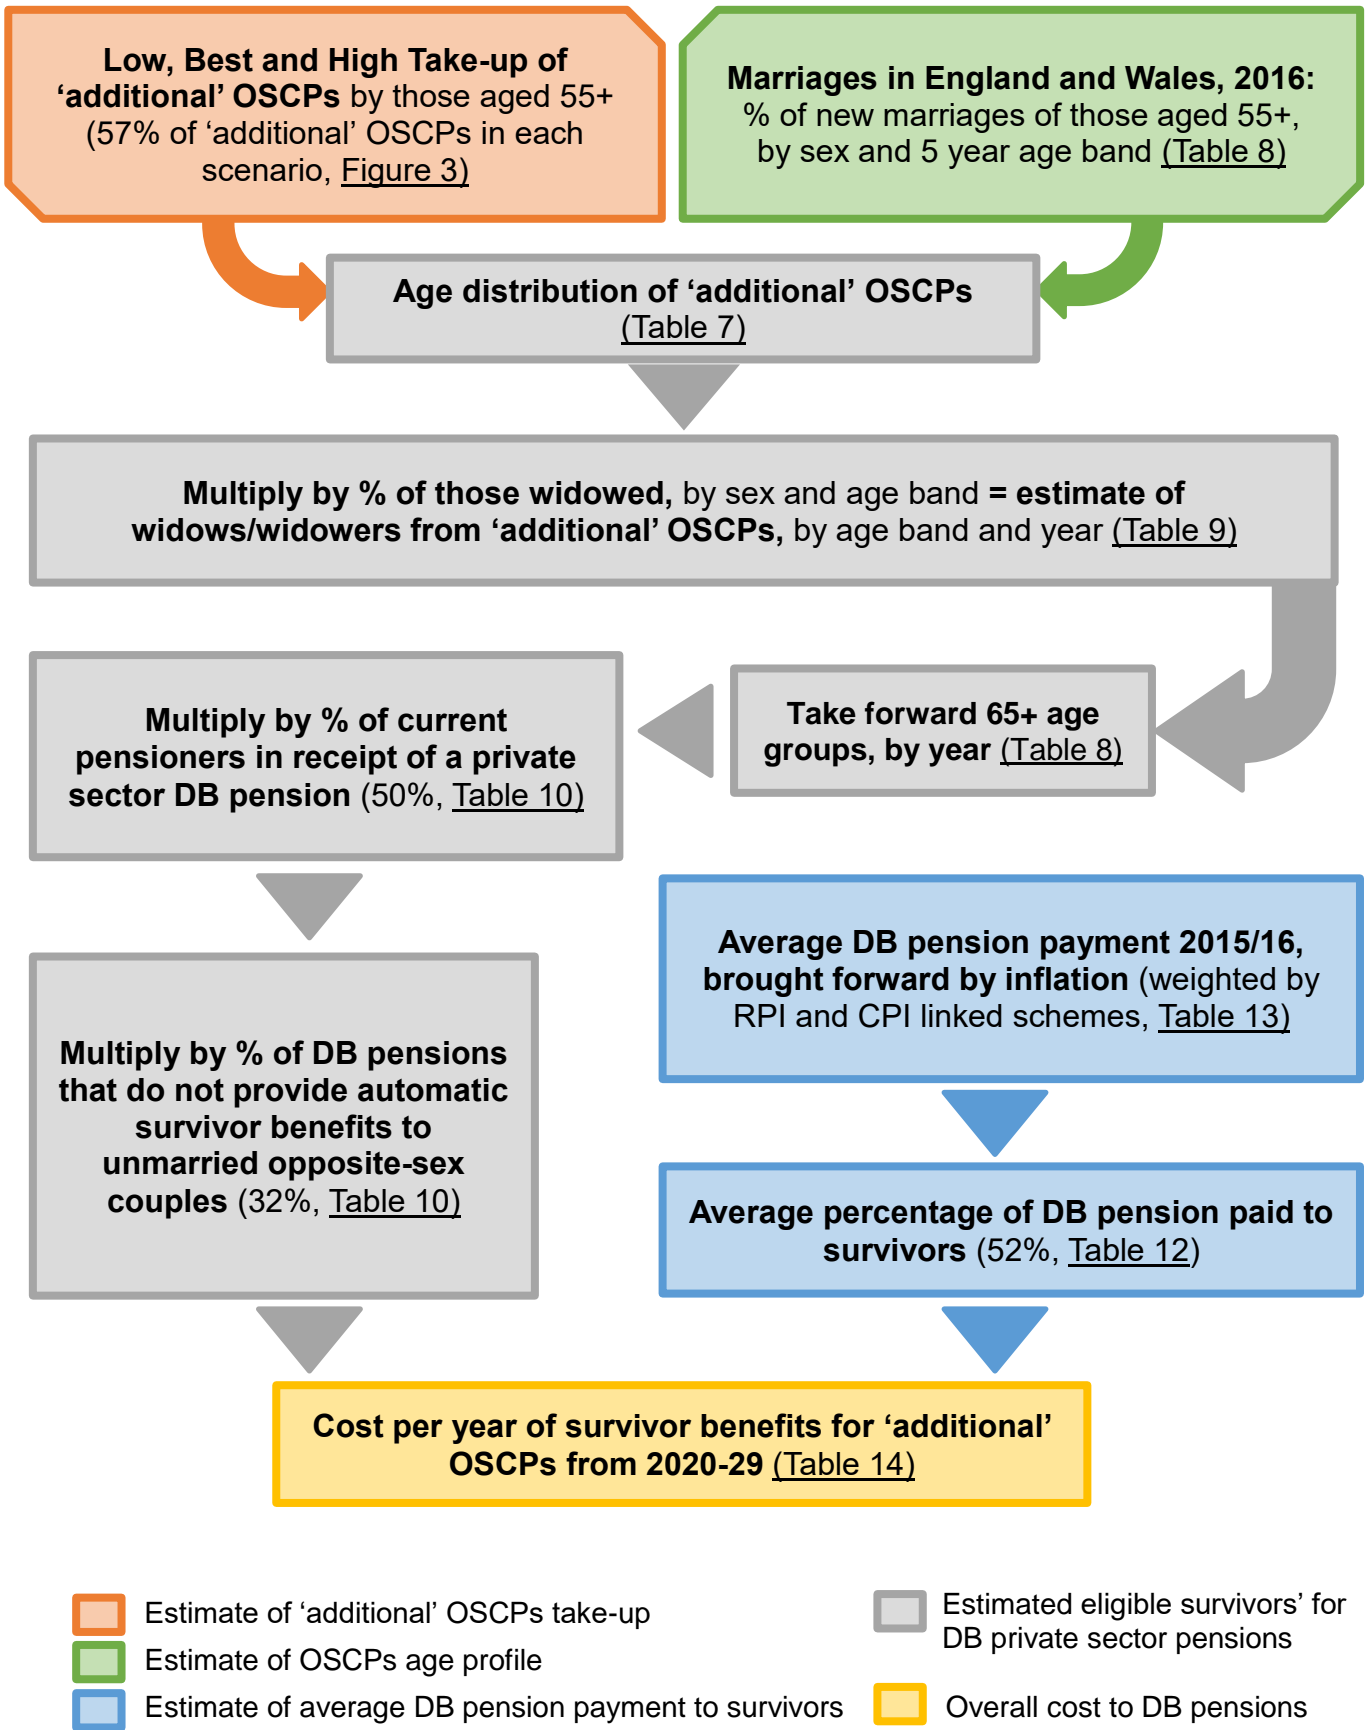 Low, Best and High Take-up of
‘additional’ OSCPs by those aged 55+
(57% of ‘additional’ OSCPs in each
scenario, Figure 3)
Marriages in England and Wales, 2016:
% of new marriages of those aged 55+,
by sex and 5 year age band (Table 8)
Age distribution of ‘additional’ OSCPs
(Table 7)
Multiply by % of those widowed, by sex and age band = estimate of
widows/widowers from ‘additional’ OSCPs, by age band and year (Table 9)
Take forward 65+ age
groups, by year (Table 8)
Multiply by % of current
pensioners in receipt of a private
sector DB pension (50%, Table 10)
Multiply by % of DB pensions
that do not provide automatic
survivor benefits to
unmarried opposite-sex
couples (32%, Table 10)
Average DB pension payment 2015/16,
brought forward by inflation (weighted by
RPI and CPI linked schemes, Table 13)
Average percentage of DB pension paid to
survivors (52%, Table 12)
Cost per year of survivor benefits for ‘additional’
OSCPs from 2020-29 (Table 14)
Estimate of ‘additional’ OSCPs take-up
Estimate of OSCPs age profile
Estimate of average DB pension payment to survivors
Estimated eligible survivors’ for
DB private sector pensions
Overall cost to DB pensions